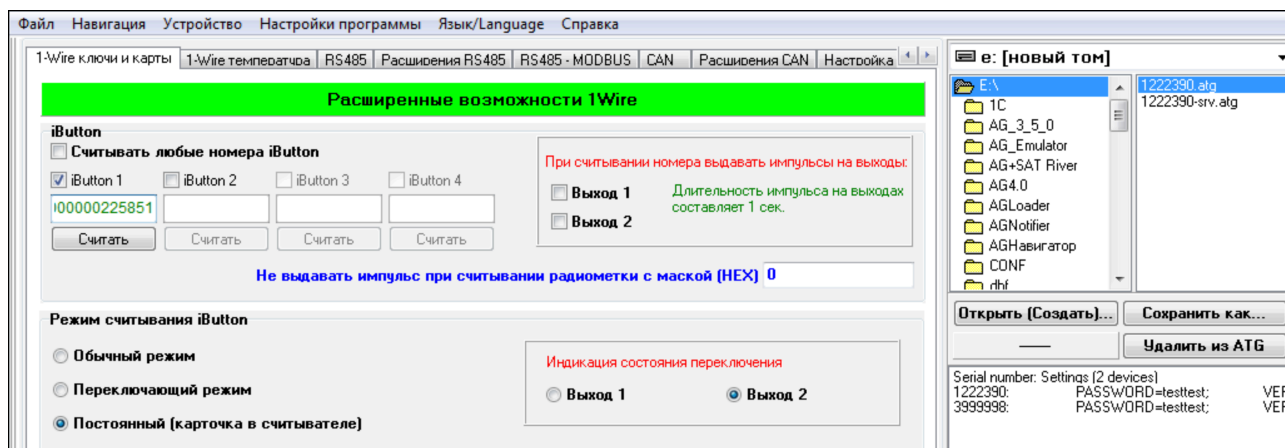 Файл Навигация Устройство Настройки программы Язык/Language Справка
1-Wire ключи и карты 1-Wire температура RS485 Расширения RS485 RS485 - MODBUS CAN Расширения CAN Настройка
Расширенные возможности 1Wire
iButton
Считывать любые номера iButton
iButton 1 iButton 2 iButton 3 iButton 4
00000225851
Считать Считать Считать Считать
При считывании номера выдавать импульсы на выходы:
Выход 1
Выход 2
Длительность импульса на выходах
составляет 1 сек.
Не выдавать импульс при считывании радиометки с маской (HEX) 0
Режим считывания iButton
Обычный режим
Переключающий режим
Постоянный (карточка в считывателе)
Индикация состояния переключения
Выход 1 Выход 2
e: [новый том]
E:\
1C
AG_3_5_0
AG_Emulator
AG+SAT River
AG4.0
AGLoader
AGNotifier
AGНавигатор
CONF
dbf
1222390.atg
1222390-srv.atg
Открыть (Создать)... Сохранить как...
Удалить из ATG
Serial number: Settings (2 devices)
1222390: PASSWORD=testtest; VER
3999998: PASSWORD=testtest; VER